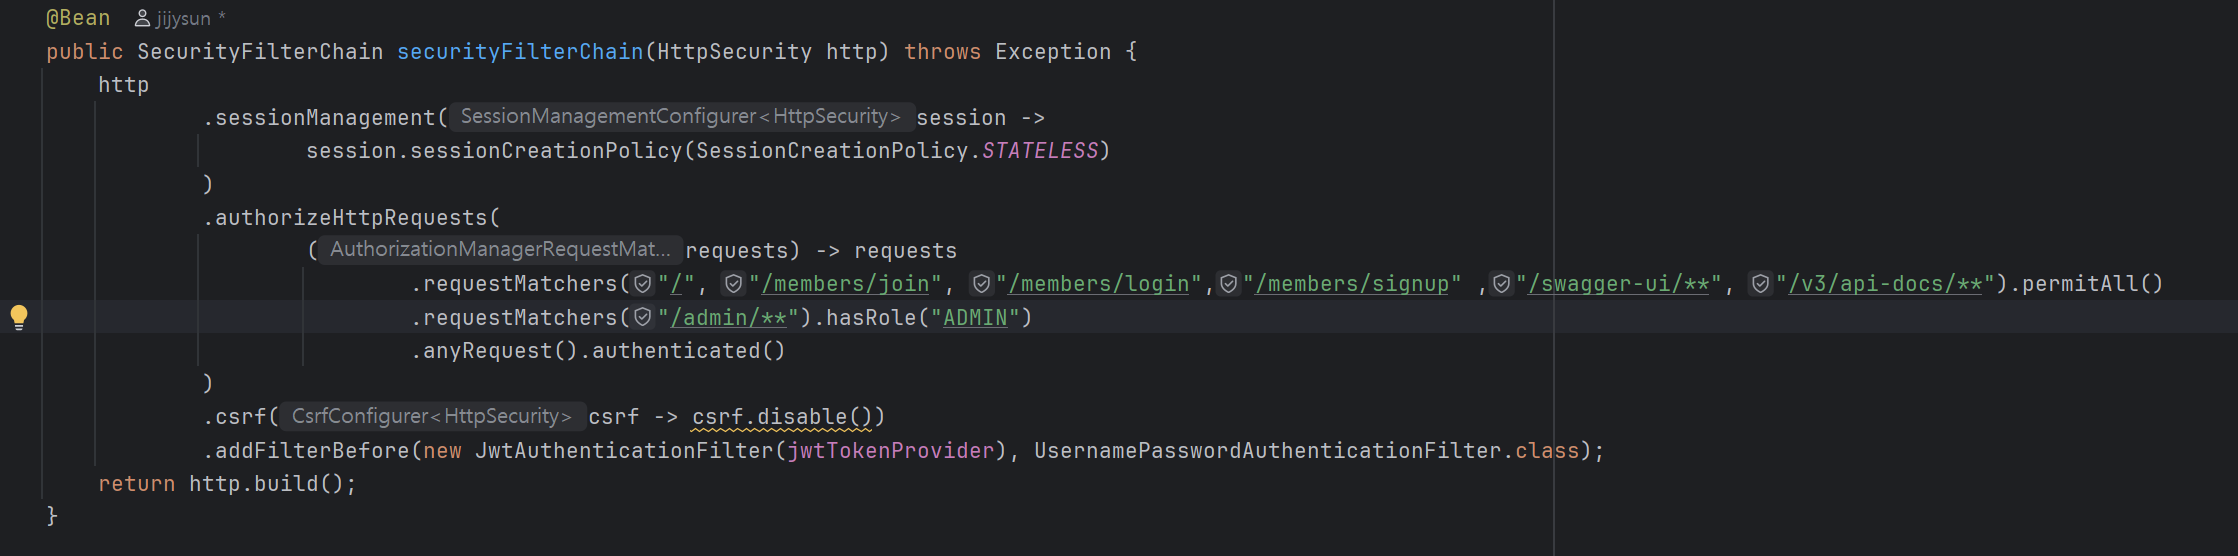 @Bean jijysun *
public SecurityFilterChain securityFilterChain(HttpSecurity http) throws Exception {
http
.sessionManagement( SessionManagementConfigurer<HttpSecurity> session ->
session.sessionCreationPolicy(SessionCreationPolicy.STATELESS)
)
.authorizeHttpRequests(
( AuthorizationManagerRequestMat... requests) -> requests
.requestMatchers("/", "/members/join", "/members/login","/members/signup" ,"/swagger-ui/**", "/v3/api-docs/**").permitAll()
.requestMatchers("/admin/**").hasRole("ADMIN")
.anyRequest().authenticated()
)
.csrf( CsrfConfigurer<HttpSecurity> csrf -> csrf.disable())
.addFilterBefore(new JwtAuthenticationFilter(jwtTokenProvider), UsernamePasswordAuthenticationFilter.class);
return http.build();
}